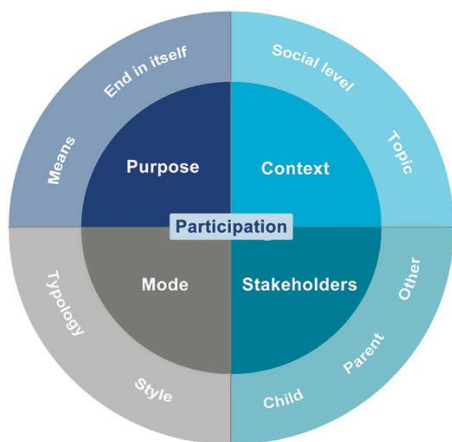 End in itself
Means
Social level
Topic
Purpose
Context
Participation
Mode
Stakeholders
Typology
Style
Other
Parent
Child